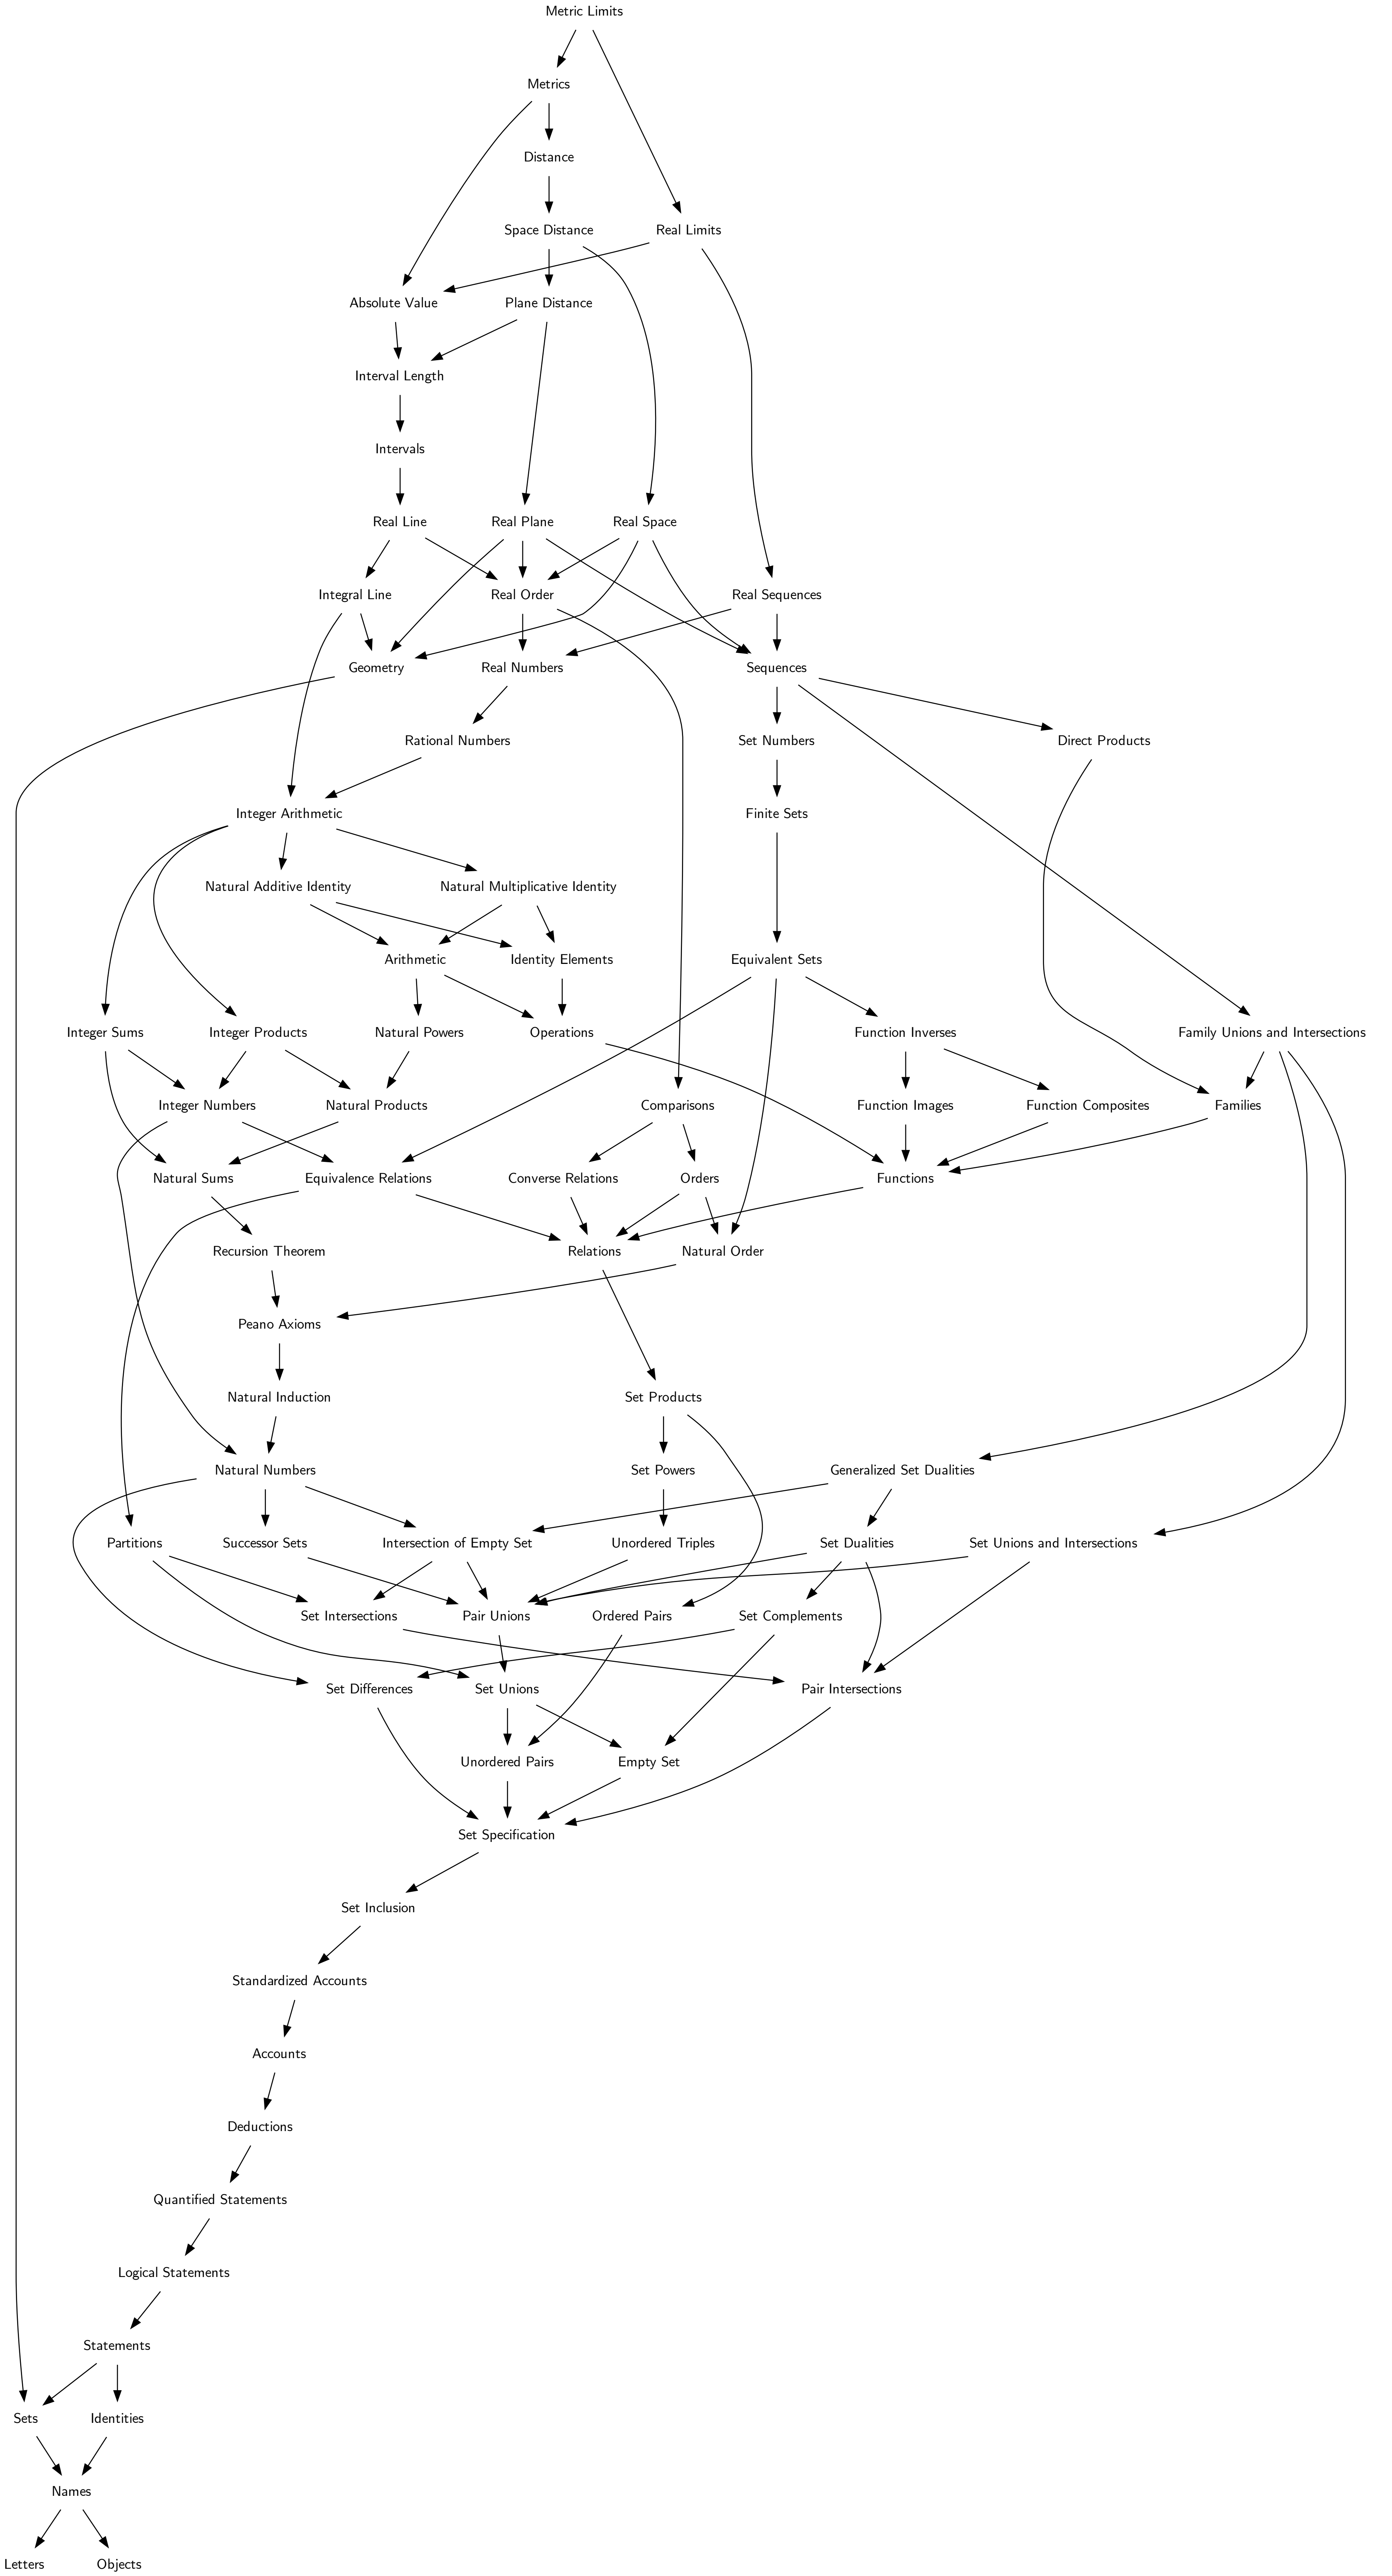 Metric Limits
Metrics
Distance
Space Distance
Real Limits
Absolute Value
Plane Distance
Interval Length
Intervals
Real Line
Real Plane
Real Space
Integral Line
Real Order
Real Sequences
Geometry
Real Numbers
Sequences
Rational Numbers
Set Numbers
Direct Products
Integer Arithmetic
Finite Sets
Natural Additive Identity
Natural Multiplicative Identity
Arithmetic
Identity Elements
Equivalent Sets
Integer Sums
Integer Products
Natural Powers
Operations
Function Inverses
Family Unions and Intersections
Integer Numbers
Natural Products
Comparisons
Function Images
Function Composites
Families
Natural Sums
Equivalence Relations
Converse Relations
Orders
Functions
Recursion Theorem
Relations
Natural Order
Peano Axioms
Natural Induction
Set Products
Natural Numbers
Set Powers
Generalized Set Dualities
Partitions
Successor Sets
Intersection of Empty Set
Unordered Triples
Set Dualities
Set Unions and Intersections
Set Intersections
Pair Unions
Ordered Pairs
Set Complements
Set Differences
Set Unions
Pair Intersections
Unordered Pairs
Empty Set
Set Specification
Set Inclusion
Standardized Accounts
Accounts
Deductions
Quantified Statements
Logical Statements
Statements
Sets
Identities
Names
Letters
Objects